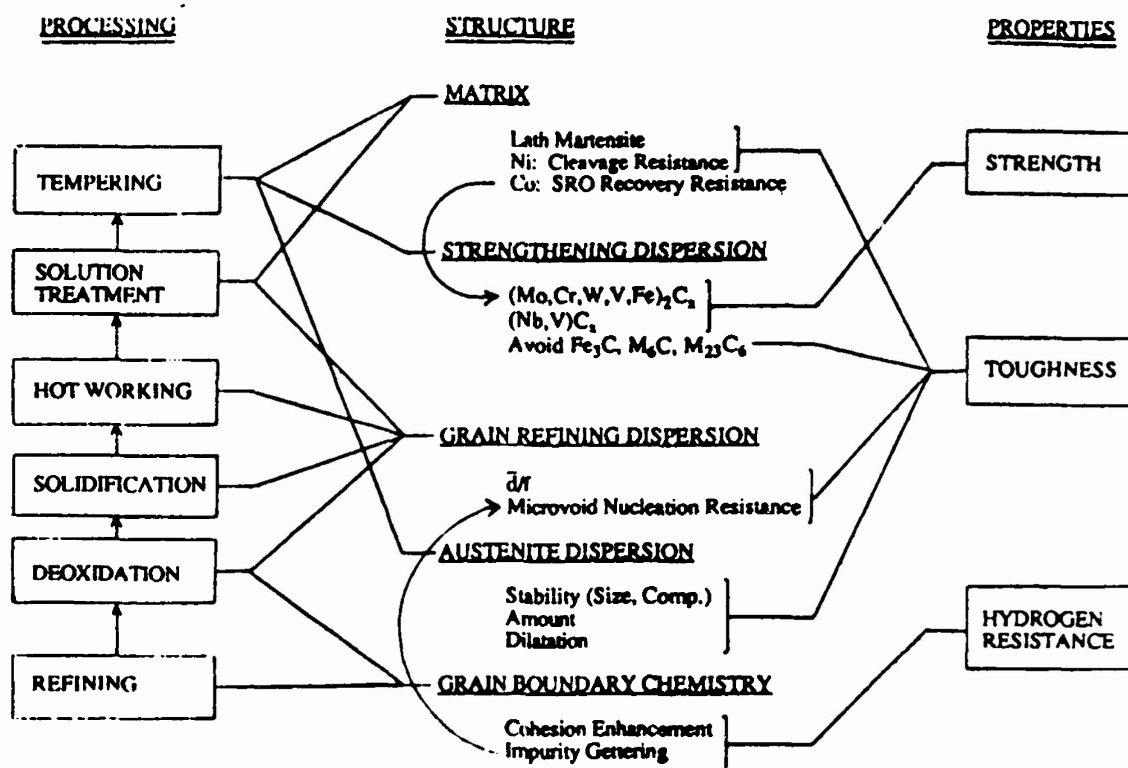 PROCESSING
STRUCTURE
PROPERTIES
TEMPERING
SOLUTION
TREATMENT
HOT WORKING
SOLIDIFICATION
DEOXIDATION
REFINING
MATRIX
Lath Martensite
Ni: Cleavage Resistance
Co: SRO Recovery Resistance
STRENGTHENING DISPERSION
(Mo,Cr,W,V,Fe)₂Cₓ
(Nb,V)Cₓ
Avoid Fe₃C, M₆C, M₂₃C₆
GRAIN REFINING DISPERSION
d̄/f
Microvoid Nucleation Resistance
AUSTENITE DISPERSION
Stability (Size, Comp.)
Amount
Dilatation
GRAIN BOUNDARY CHEMISTRY
Cohesion Enhancement
Impurity Gettering
STRENGTH
TOUGHNESS
HYDROGEN
RESISTANCE